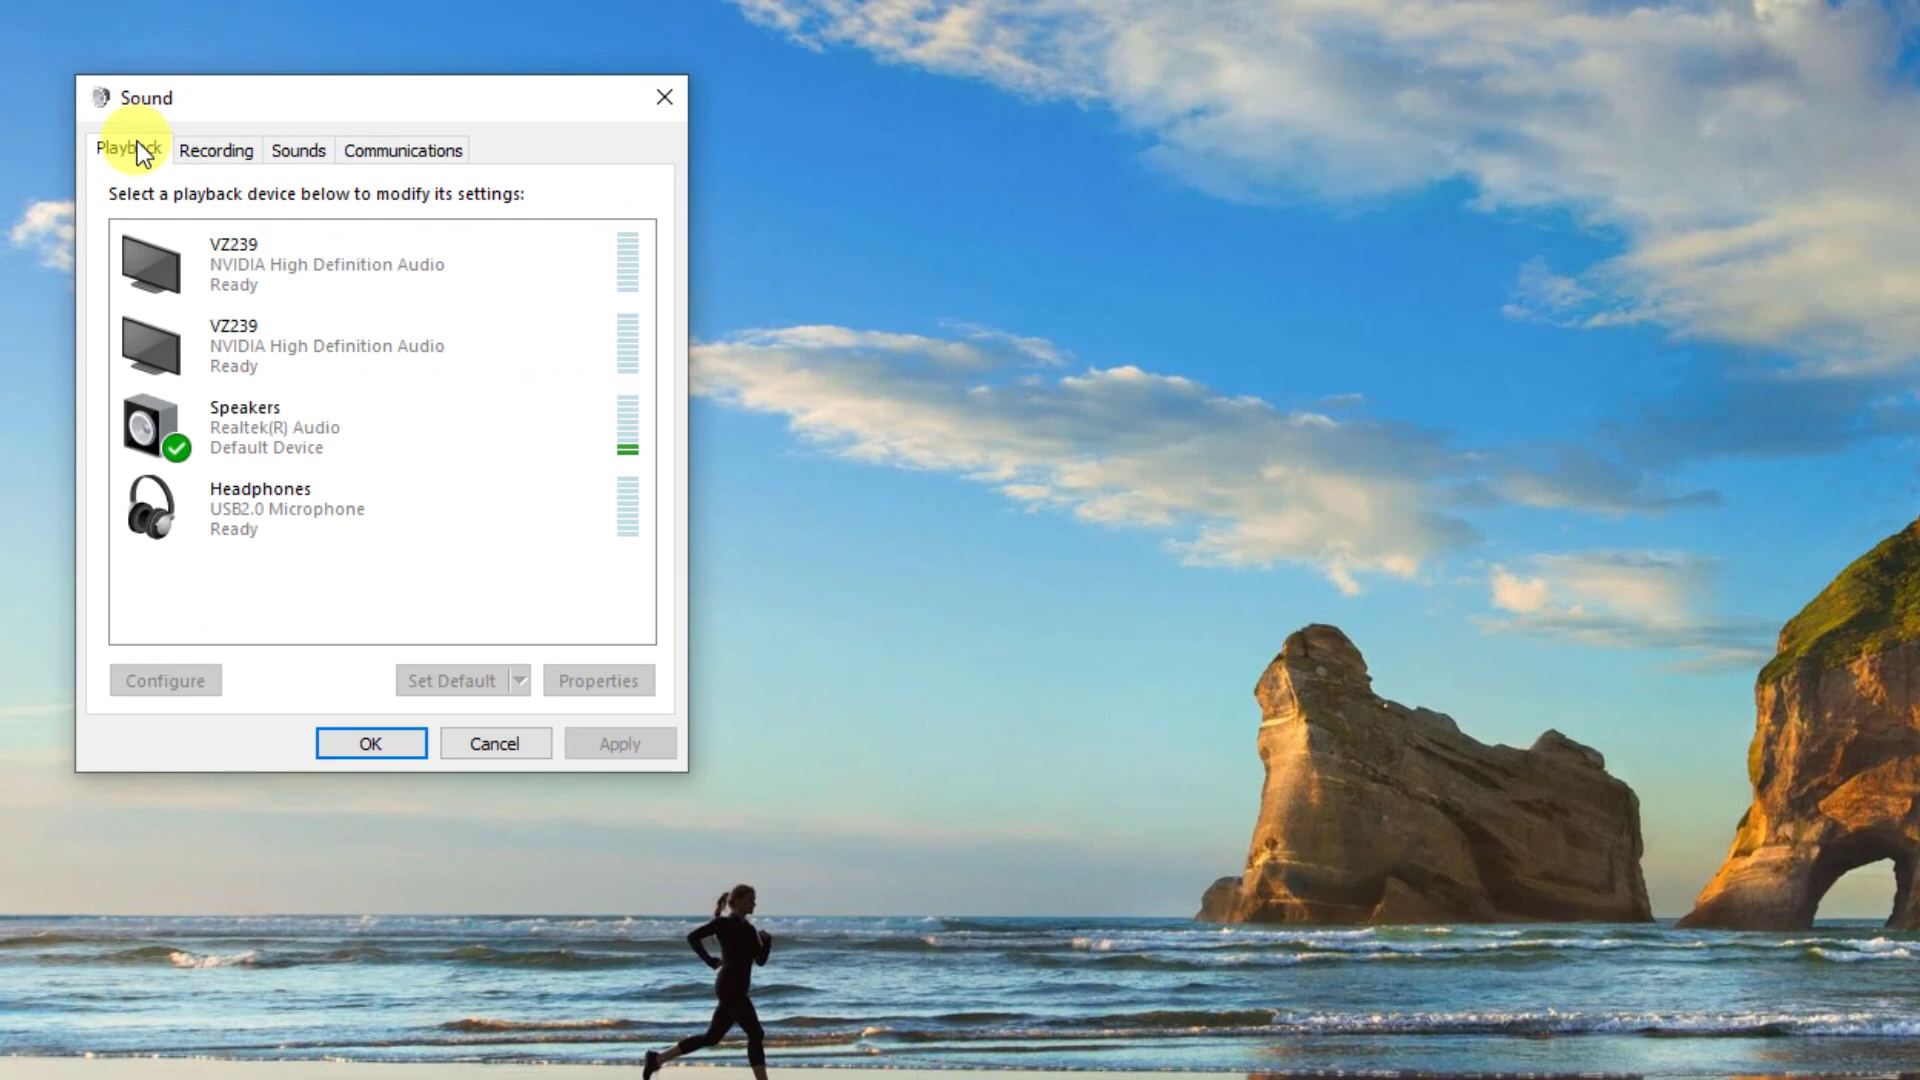 Sound
Playback
Recording
Sounds
Communications
Select a playback device below to modify its settings:
VZ239
NVIDIA High Definition Audio
Ready
VZ239
NVIDIA High Definition Audio
Ready
Speakers
Realtek(R) Audio
Default Device
Headphones
USB2.0 Microphone
Ready
Configure
Set Default
Properties
OK
Cancel
Apply